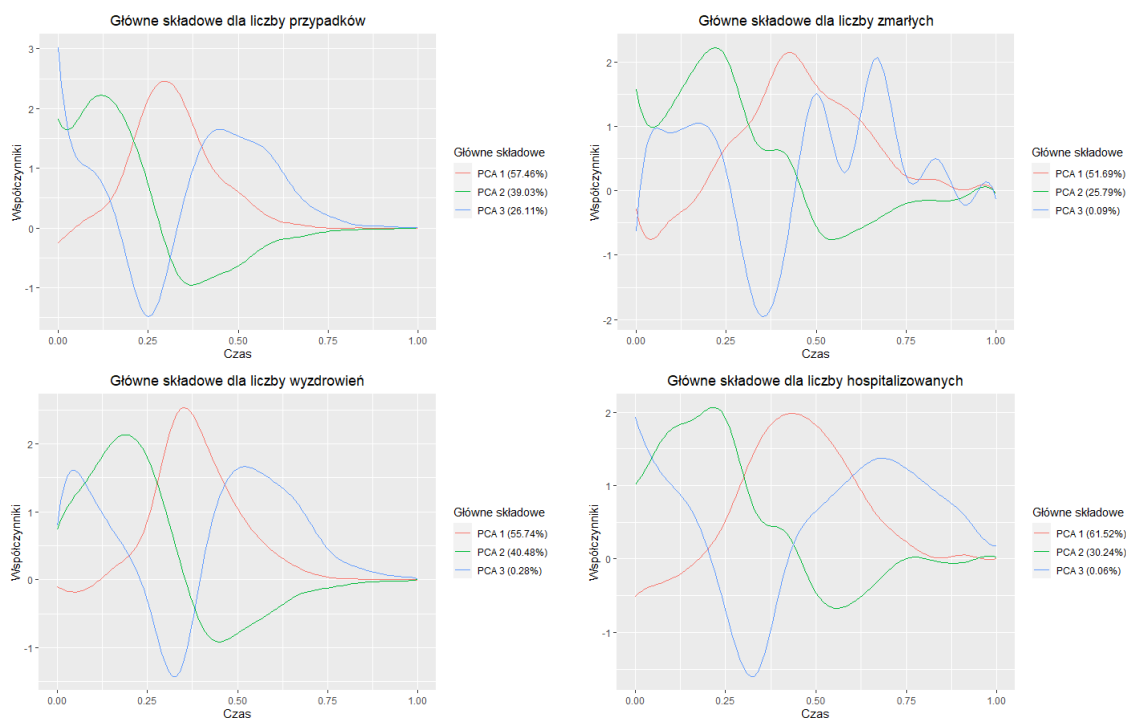 Główne składowe dla liczby przypadków
3
2
1
0
-1
Współczynniki
0.00 0.25 0.50 0.75 1.00
Czas
Główne składowe
PCA 1 (57.46%)
PCA 2 (39.03%)
PCA 3 (26.11%)
Główne składowe dla liczby zmarłych
2
1
0
-1
-2
Współczynniki
0.00 0.25 0.50 0.75 1.00
Czas
Główne składowe
PCA 1 (51.69%)
PCA 2 (25.79%)
PCA 3 (0.09%)
Główne składowe dla liczby wyzdrowień
2
1
0
-1
Współczynniki
0.00 0.25 0.50 0.75 1.00
Czas
Główne składowe
PCA 1 (55.74%)
PCA 2 (40.48%)
PCA 3 (0.28%)
Główne składowe dla liczby hospitalizowanych
2
1
0
-1
Współczynniki
0.00 0.25 0.50 0.75 1.00
Czas
Główne składowe
PCA 1 (61.52%)
PCA 2 (30.24%)
PCA 3 (0.06%)